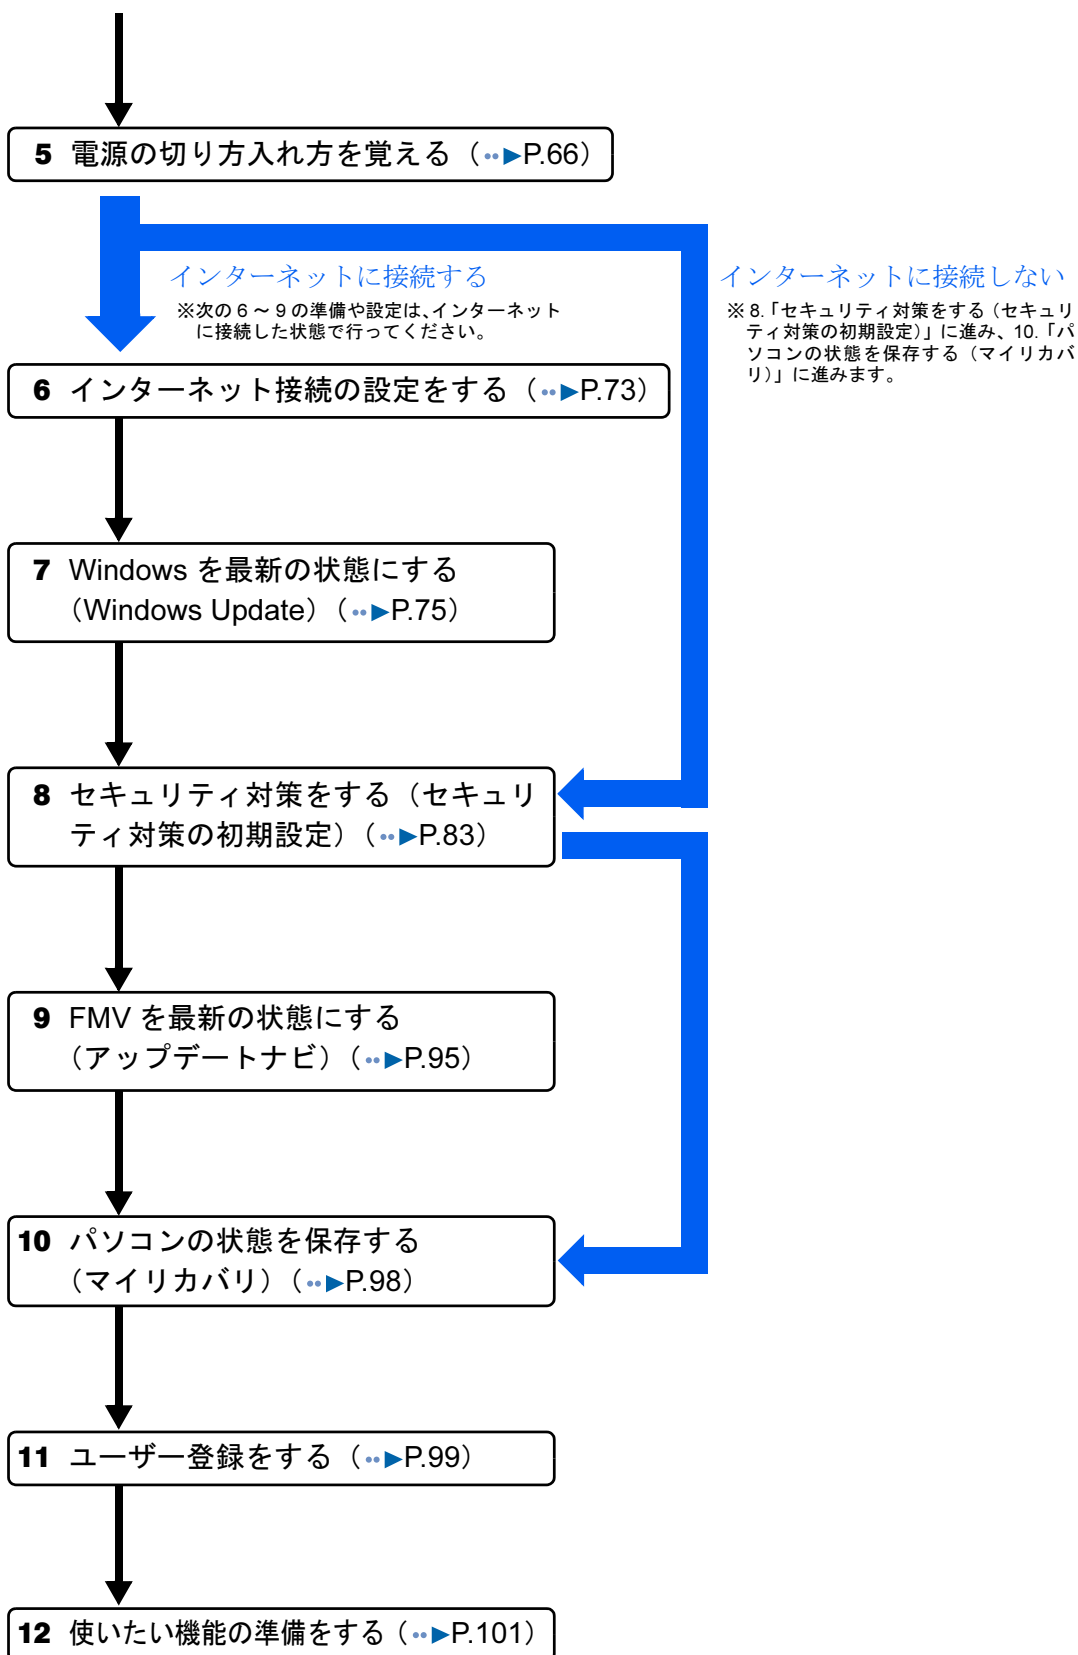 5 電源の切り方入れ方を覚える（••▶P.66）
インターネットに接続する
※次の６～９の準備や設定は、インターネット
に接続した状態で行ってください。
インターネットに接続しない
※8.「セキュリティ対策をする（セキュリ
ティ対策の初期設定）」に進み、10.「パ
ソコンの状態を保存する（マイリカバ
リ）」に進みます。
6 インターネット接続の設定をする（••▶P.73）
7 Windows を最新の状態にする
（Windows Update）（••▶P.75）
8 セキュリティ対策をする（セキュリ
ティ対策の初期設定）（••▶P.83）
9 FMV を最新の状態にする
（アップデートナビ）（••▶P.95）
10 パソコンの状態を保存する
（マイリカバリ）（••▶P.98）
11 ユーザー登録をする（••▶P.99）
12 使いたい機能の準備をする（••▶P.101）